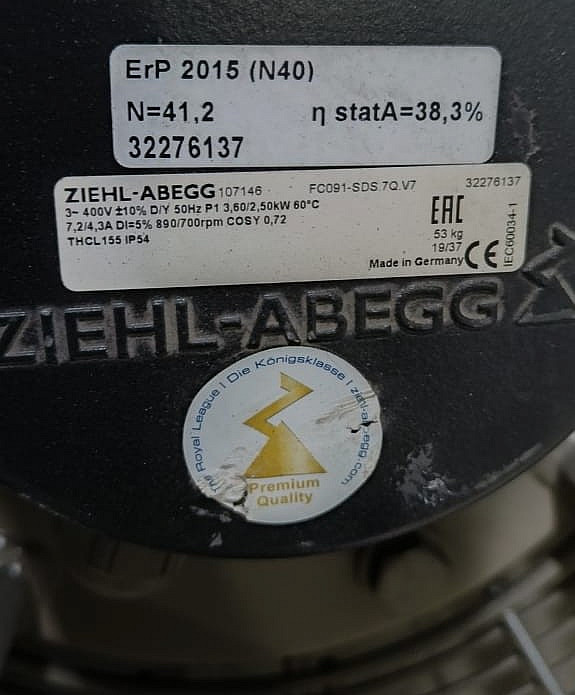 ErP 2015 (N40)
N=41,2 η statA=38,3%
32276137
ZIEHL-ABEGG 107146 FC091-SDS.7Q.V7 32276137
3~ 400V ±10% D/Y 50Hz P1 3,60/2,50kW 60°C
7,2/4,3A DI=5% 890/700rpm COSY 0,72
THCL155 IP54
EAC
53 kg
19/37
Made in Germany CE
IEC60034-1
ZIEHL-ABEGG
The Royal League | Die Königsklasse | ziehl-abegg.com
Premium
Quality